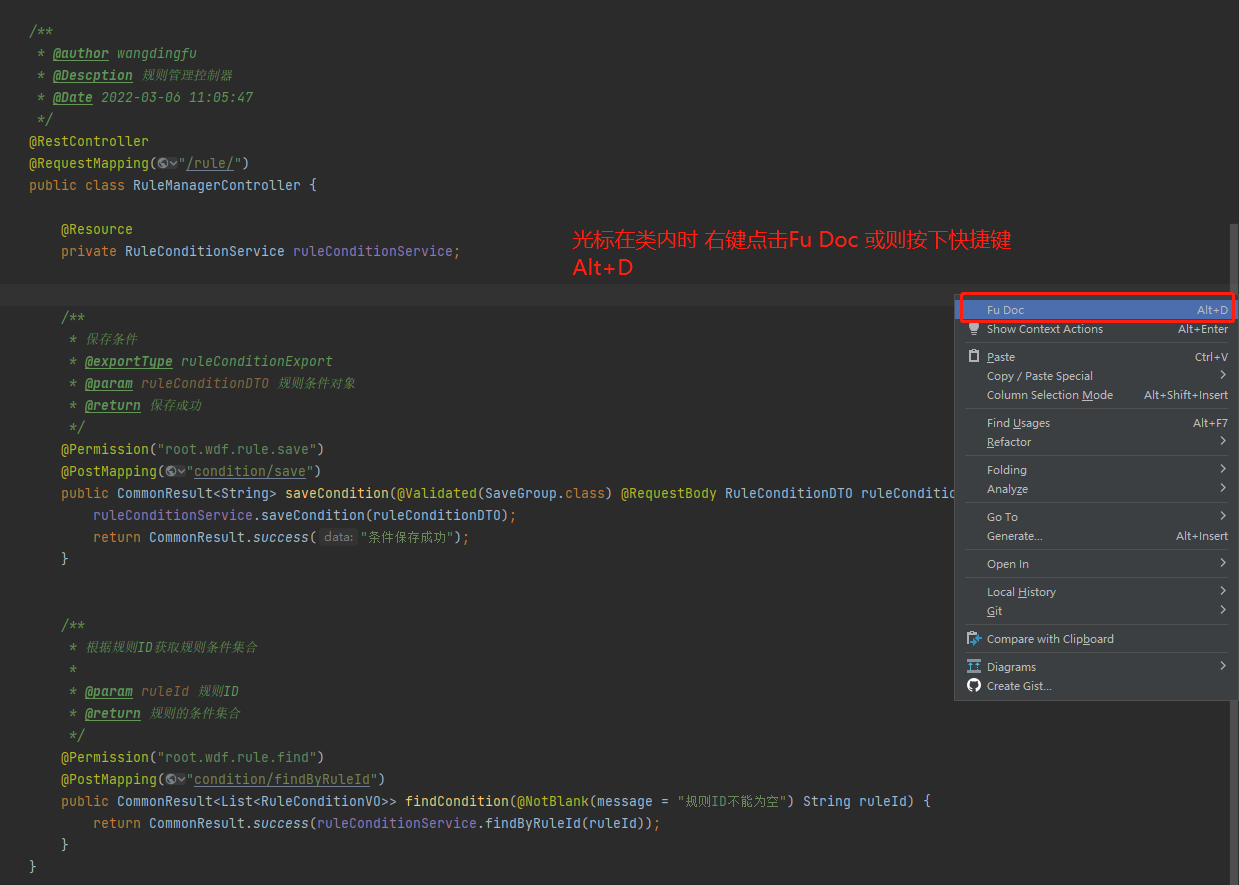 /**
* @author wangdingfu
* @Descption 规则管理控制器
* @Date 2022-03-06 11:05:47
*/
@RestController
@RequestMapping("/rule/")
public class RuleManagerController {
@Resource
private RuleConditionService ruleConditionService;
光标在类内时 右键点击Fu Doc 或则按下快捷键
Alt+D
/**
* 保存条件
* @exportType ruleConditionExport
* @param ruleConditionDTO 规则条件对象
* @return 保存成功
*/
@Permission("root.wdf.rule.save")
@PostMapping("condition/save")
public CommonResult<String> saveCondition(@Validated(SaveGroup.class) @RequestBody RuleConditionDTO ruleConditio
ruleConditionService.saveCondition(ruleConditionDTO);
return CommonResult.success( data: "条件保存成功");
}
/**
* 根据规则ID获取规则条件集合
*
* @param ruleId 规则ID
* @return 规则的条件集合
*/
@Permission("root.wdf.rule.find")
@PostMapping("condition/findByRuleId")
public CommonResult<List<RuleConditionVO>> findCondition(@NotBlank(message = "规则ID不能为空") String ruleId) {
return CommonResult.success(ruleConditionService.findByRuleId(ruleId));
}
}
Fu Doc Alt+D
Show Context Actions Alt+Enter
Paste Ctrl+V
Copy / Paste Special
Column Selection Mode Alt+Shift+Insert
Find Usages Alt+F7
Refactor
Folding
Analyze
Go To
Generate... Alt+Insert
Open In
Local History
Git
Compare with Clipboard
Diagrams
Create Gist...